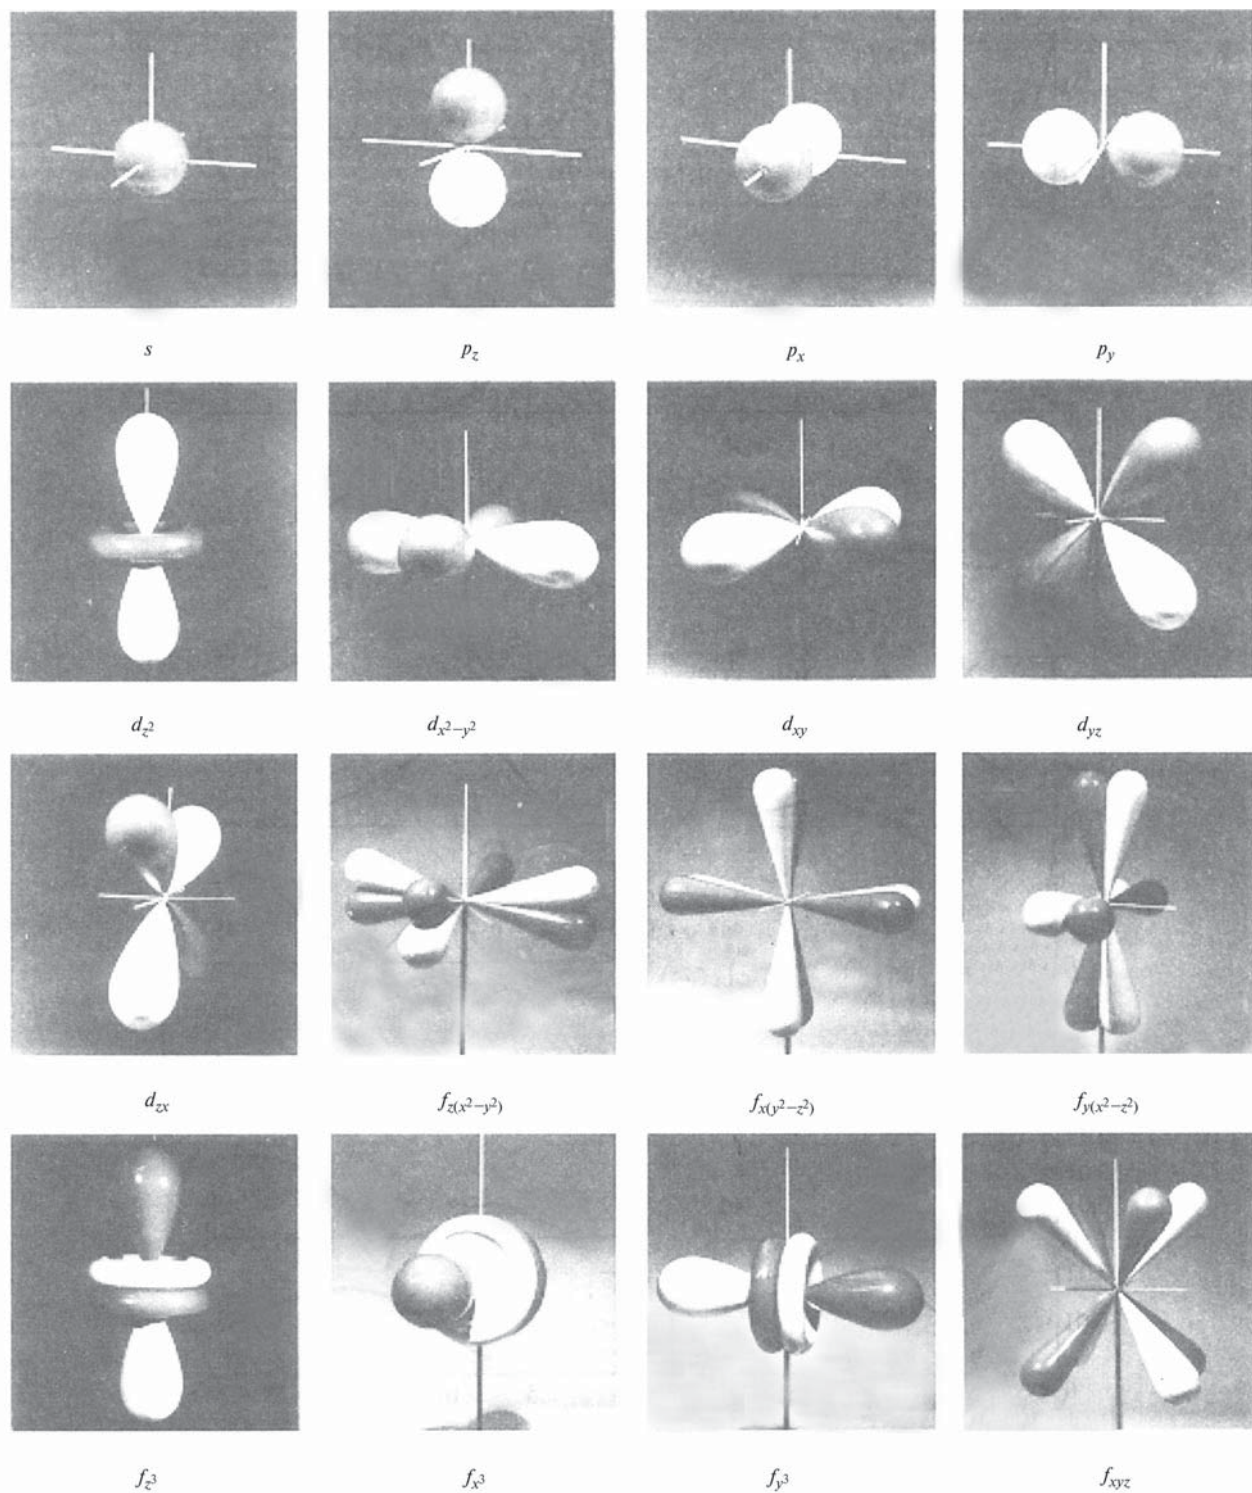 s p_z p_x p_y
d_{z^2} d_{x^2−y^2} d_{xy} d_{yz}
d_{zx} f_{z(x^2−y^2)} f_{x(y^2−z^2)} f_{y(x^2−z^2)}
f_{z^3} f_{x^3} f_{y^3} f_{xyz}